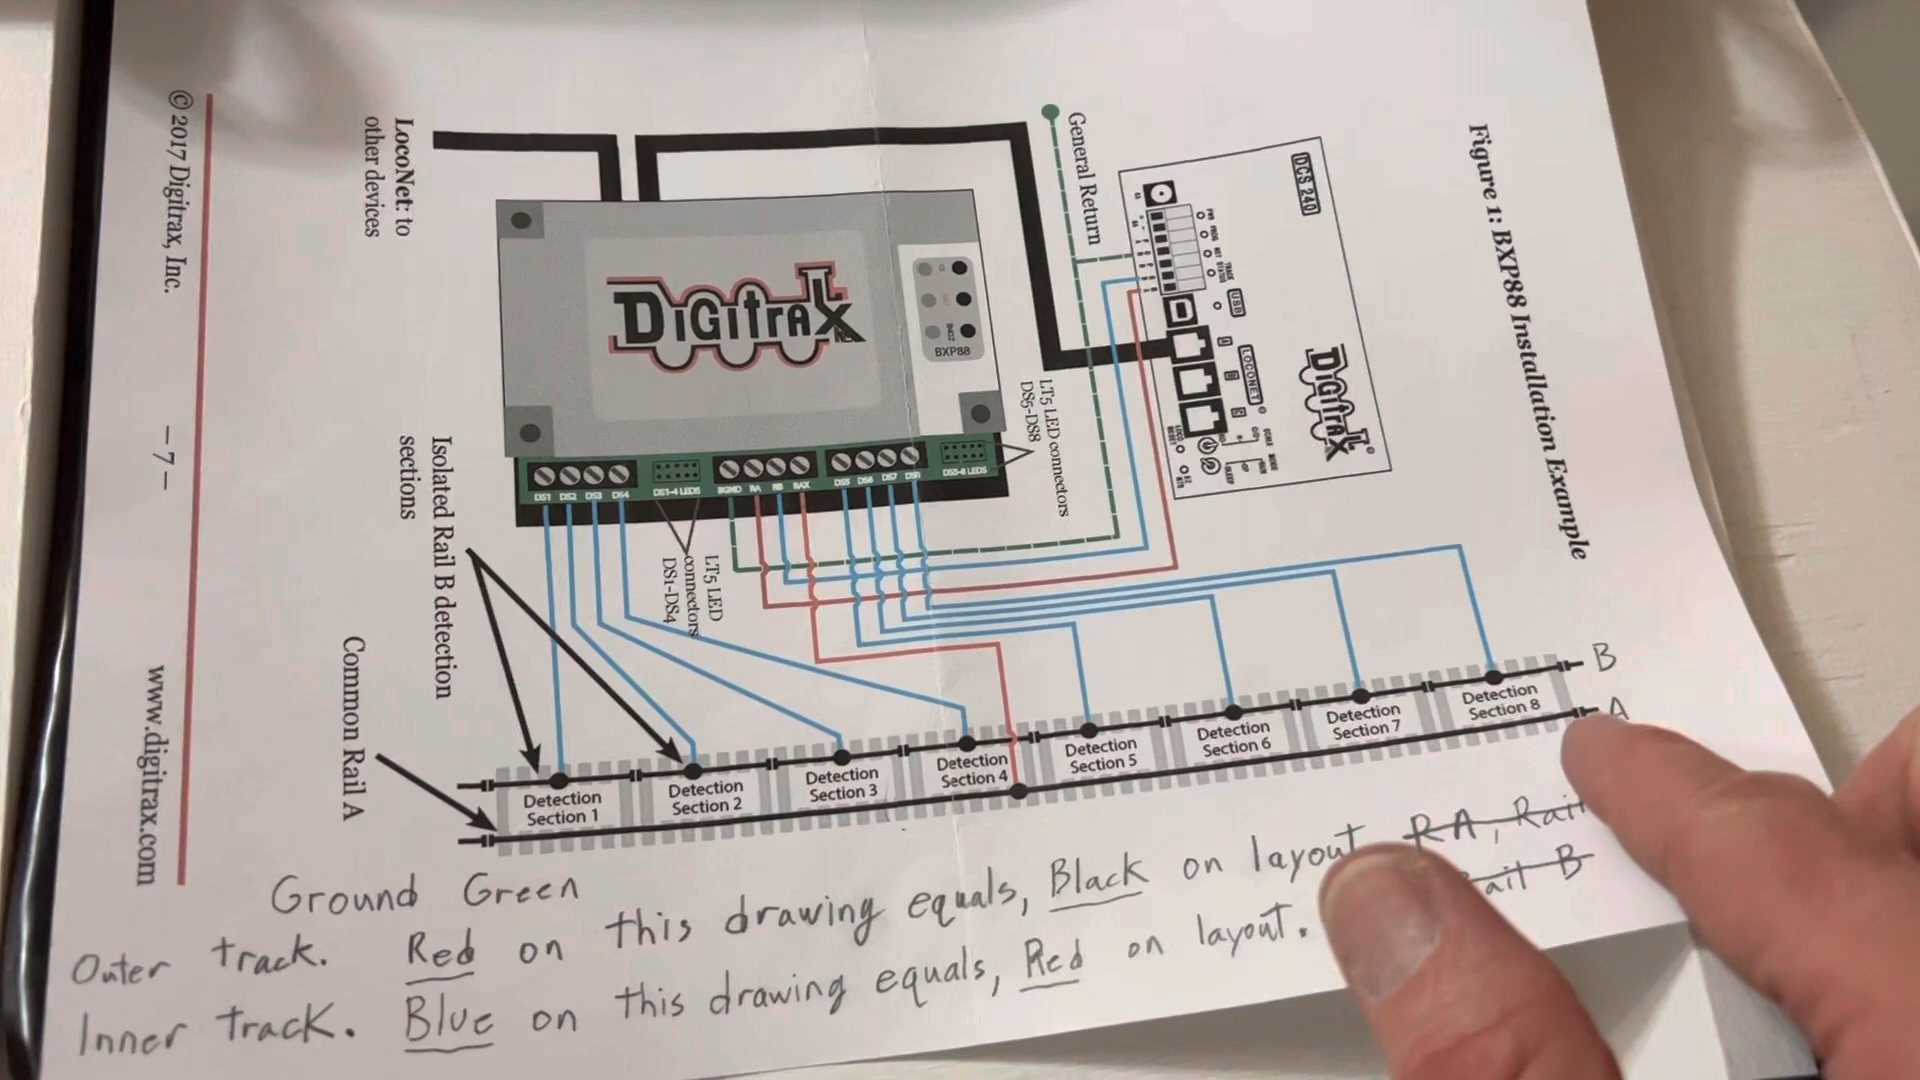 Figure 1: BXP88 Installation Example
DCS 240
DIGITRAX
USB
LOCONET
General Return
LocoNet: to
other devices
DIGITRAX
BXP88
LT5 LED connectors
DS5-DS8
DS1 DS2 DS3 DS4 DS1-4 LEDS BGND RA RB RAX DS5 DS6 DS7 DS8 DS5-8 LEDS
LT5 LED
connectors
DS1-DS4
Isolated Rail B detection
sections
Common Rail A
Detection
Section 1
Detection
Section 2
Detection
Section 3
Detection
Section 4
Detection
Section 5
Detection
Section 6
Detection
Section 7
Detection
Section 8
B
A
Ground Green
Outer track. Red on this drawing equals, Black on layout RA, Rail
Inner track. Blue on this drawing equals, Red on layout. Rail B
© 2017 Digitrax, Inc.
– 7 –
www.digitrax.com